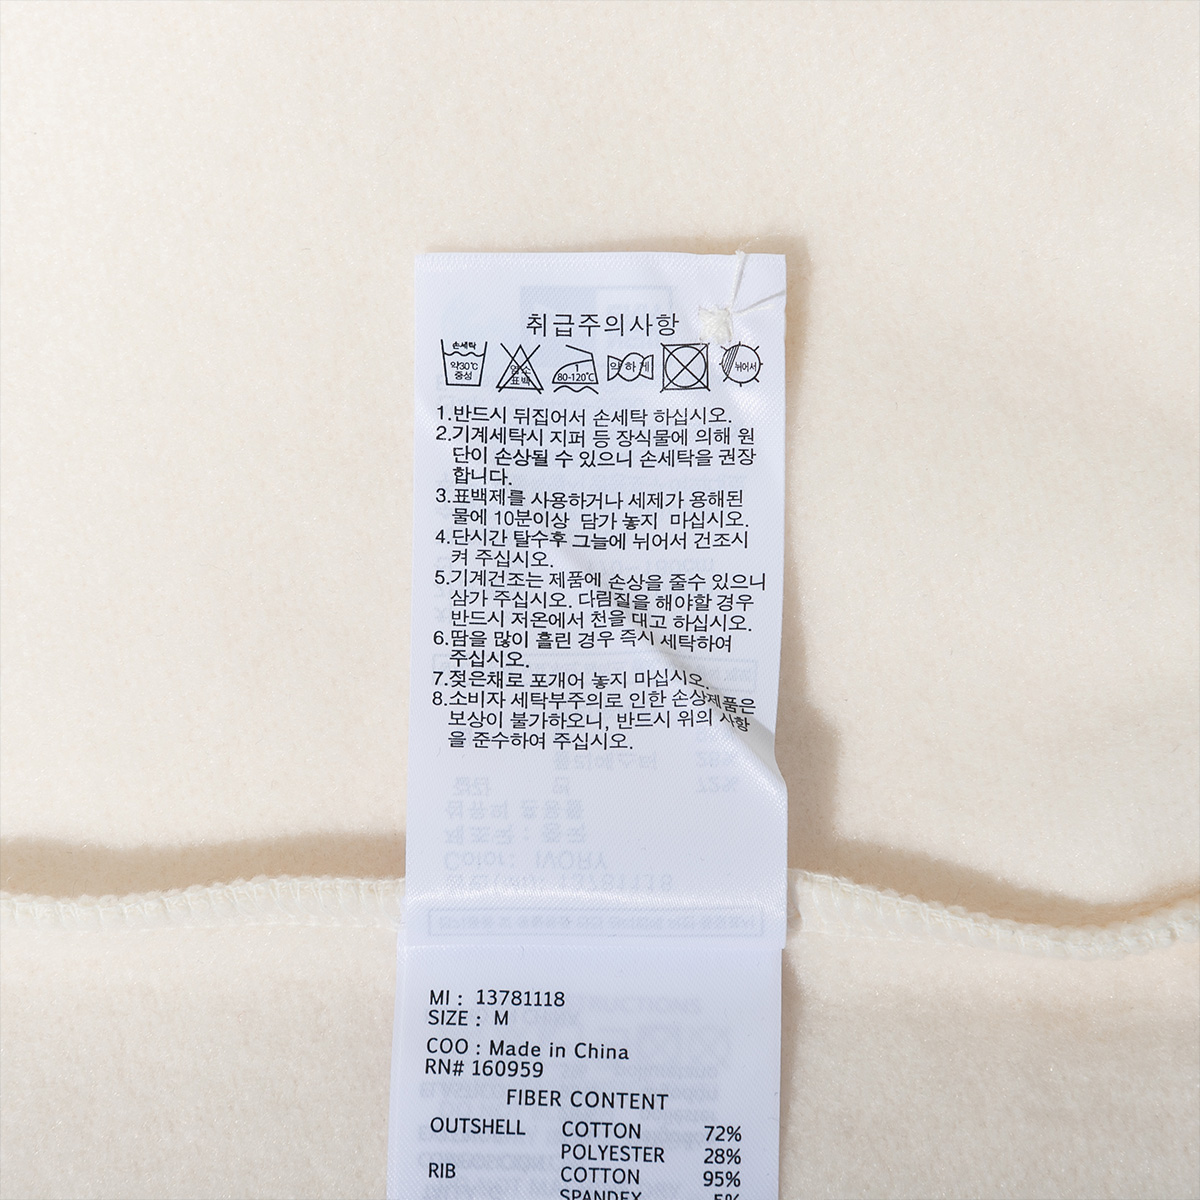 취급주의사항
손세탁
약30℃
중성
염소
표백
80-120℃
약하게
뉘어서
1.반드시 뒤집어서 손세탁 하십시오.
2.기계세탁시 지퍼 등 장식물에 의해 원
단이 손상될 수 있으니 손세탁을 권장
합니다.
3.표백제를 사용하거나 세제가 용해된
물에 10분이상 담가 놓지 마십시오.
4.단시간 탈수후 그늘에 뉘어서 건조시
켜 주십시오.
5.기계건조는 제품에 손상을 줄수 있으니
삼가 주십시오. 다림질을 해야할 경우
반드시 저온에서 천을 대고 하십시오.
6.땀을 많이 흘린 경우 즉시 세탁하여
주십시오.
7.젖은채로 포개어 놓지 마십시오.
8.소비자 세탁부주의로 인한 손상제품은
보상이 불가하오니, 반드시 위의 사항
을 준수하여 주십시오.
MI : 13781118
SIZE : M
COO : Made in China
RN# 160959
FIBER CONTENT
OUTSHELL COTTON 72%
POLYESTER 28%
RIB COTTON 95%
SPANDEX 5%